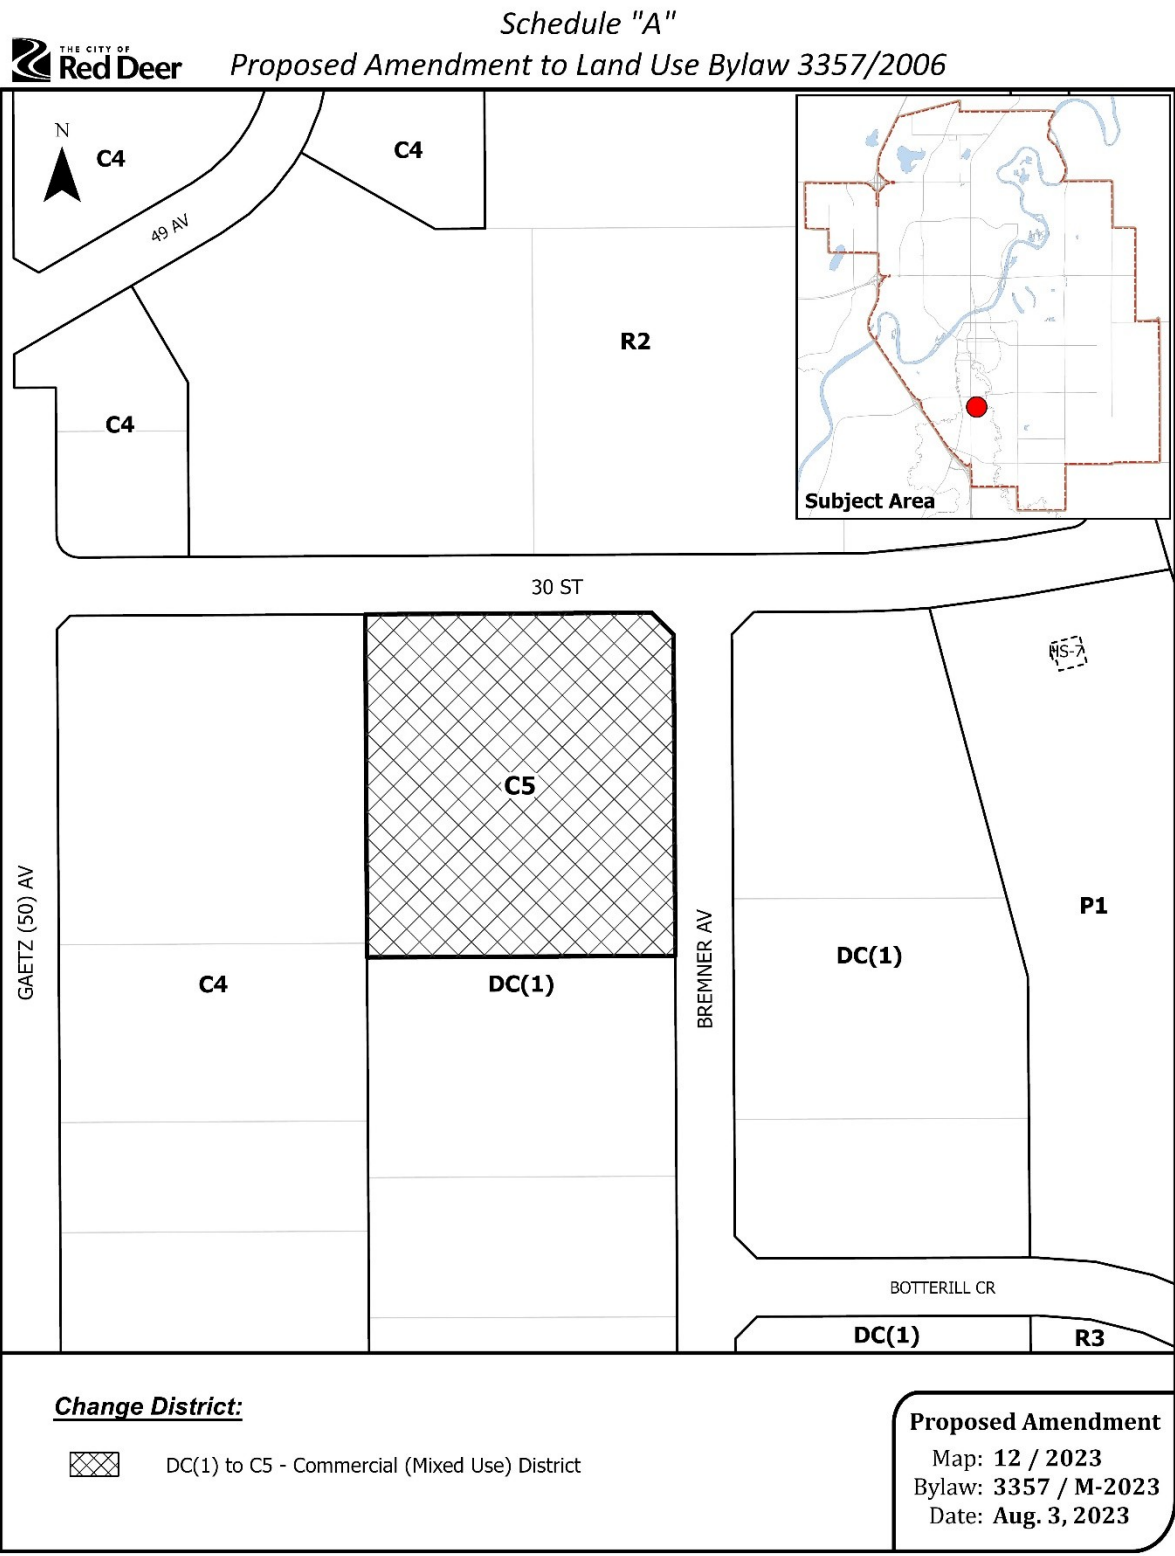 Schedule "A"
THE CITY OF
Red Deer
Proposed Amendment to Land Use Bylaw 3357/2006
N
C4
C4
49 AV
R2
C4
Subject Area
30 ST
HS-7
C5
P1
GAETZ (50) AV
BREMNER AV
DC(1)
C4
DC(1)
BOTTERILL CR
DC(1)
R3
Change District:
DC(1) to C5 - Commercial (Mixed Use) District
Proposed Amendment
Map: 12 / 2023
Bylaw: 3357 / M-2023
Date: Aug. 3, 2023